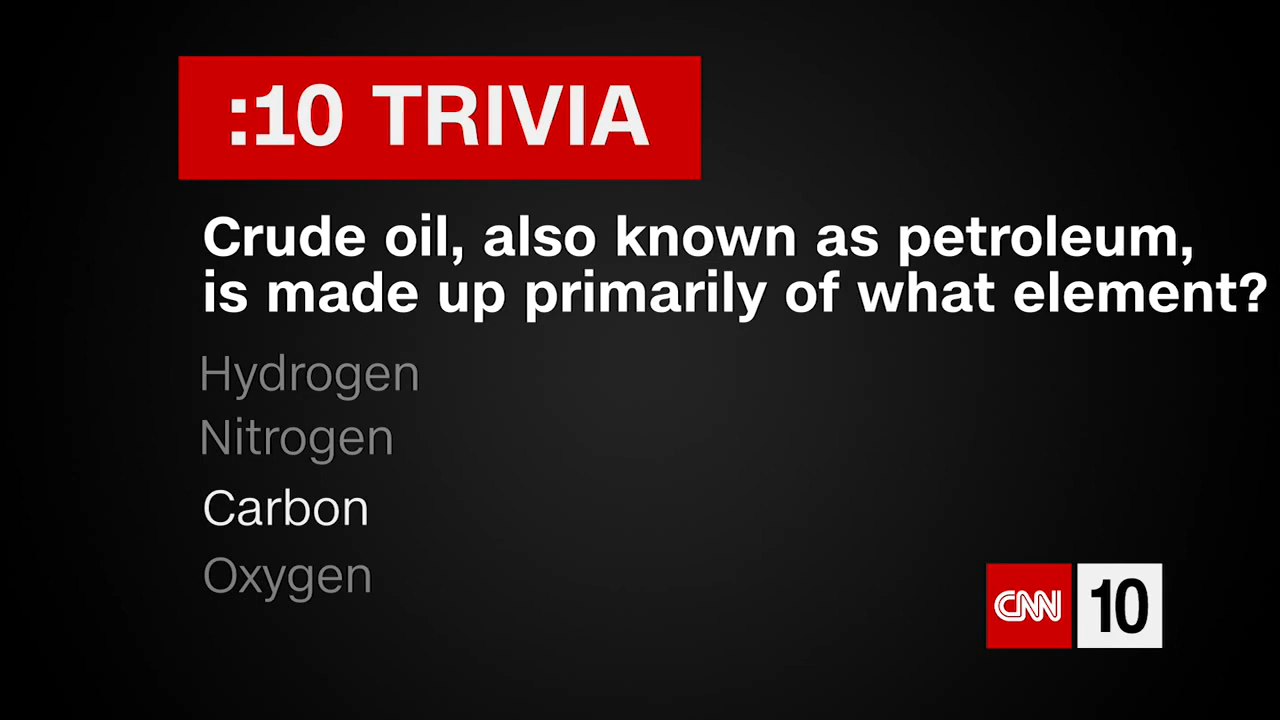 :10 TRIVIA
Crude oil, also known as petroleum,
is made up primarily of what element?
Hydrogen
Nitrogen
Carbon
Oxygen
CNN 10